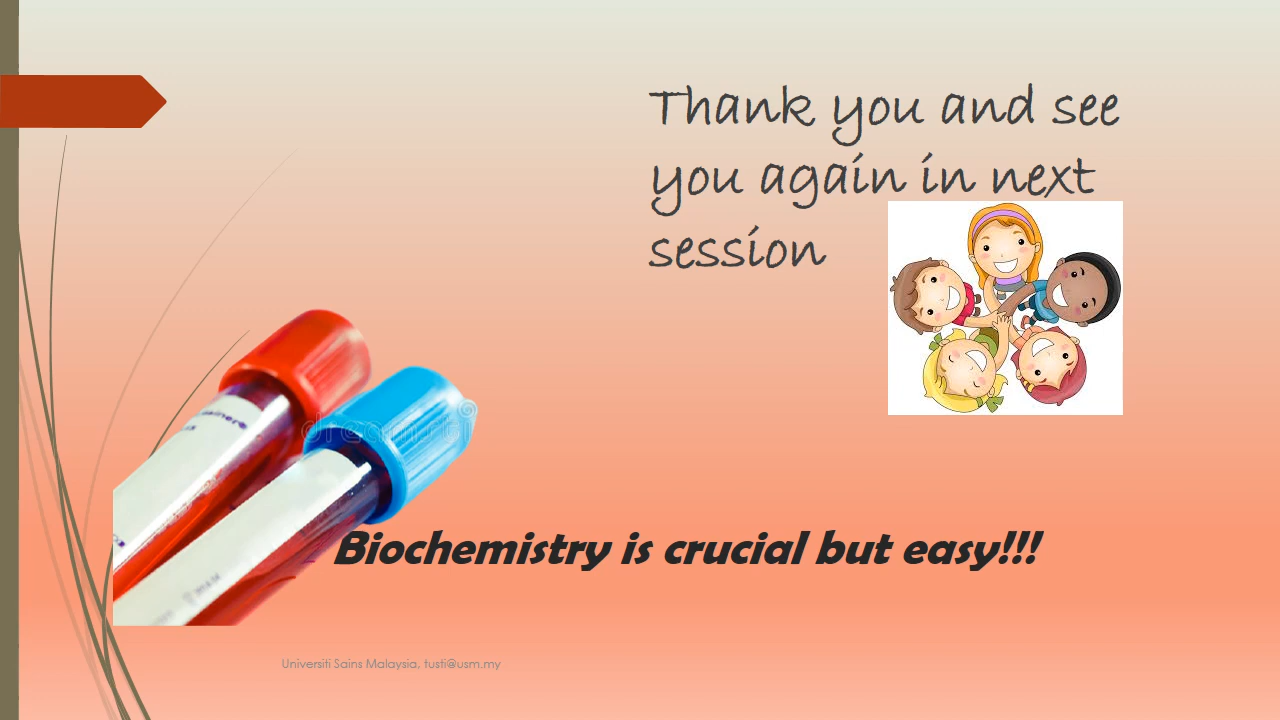 Thank you and see
you again in next
session
dreamstime
Biochemistry is crucial but easy!!!
Universiti Sains Malaysia, tusti@usm.my